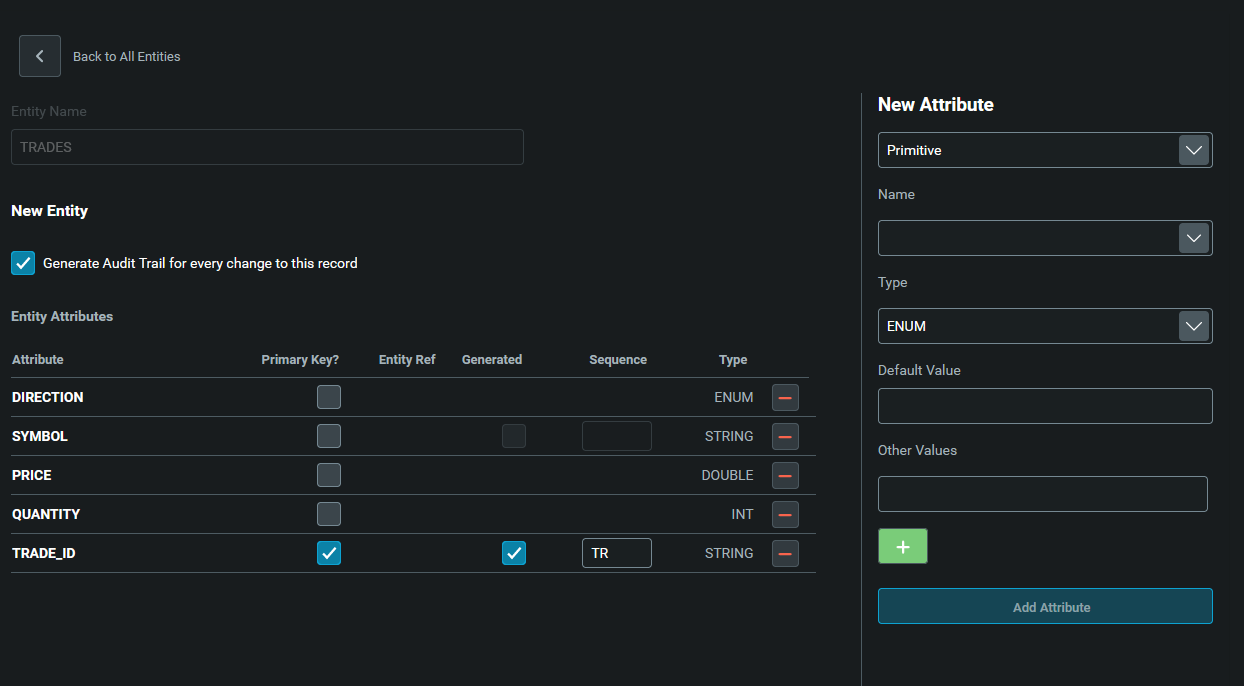 Back to All Entities
Entity Name
TRADES
New Entity
Generate Audit Trail for every change to this record
Entity Attributes
Attribute Primary Key? Entity Ref Generated Sequence Type
DIRECTION ENUM
SYMBOL STRING
PRICE DOUBLE
QUANTITY INT
TRADE_ID TR STRING
New Attribute
Primitive
Name
Type
ENUM
Default Value
Other Values
+
Add Attribute